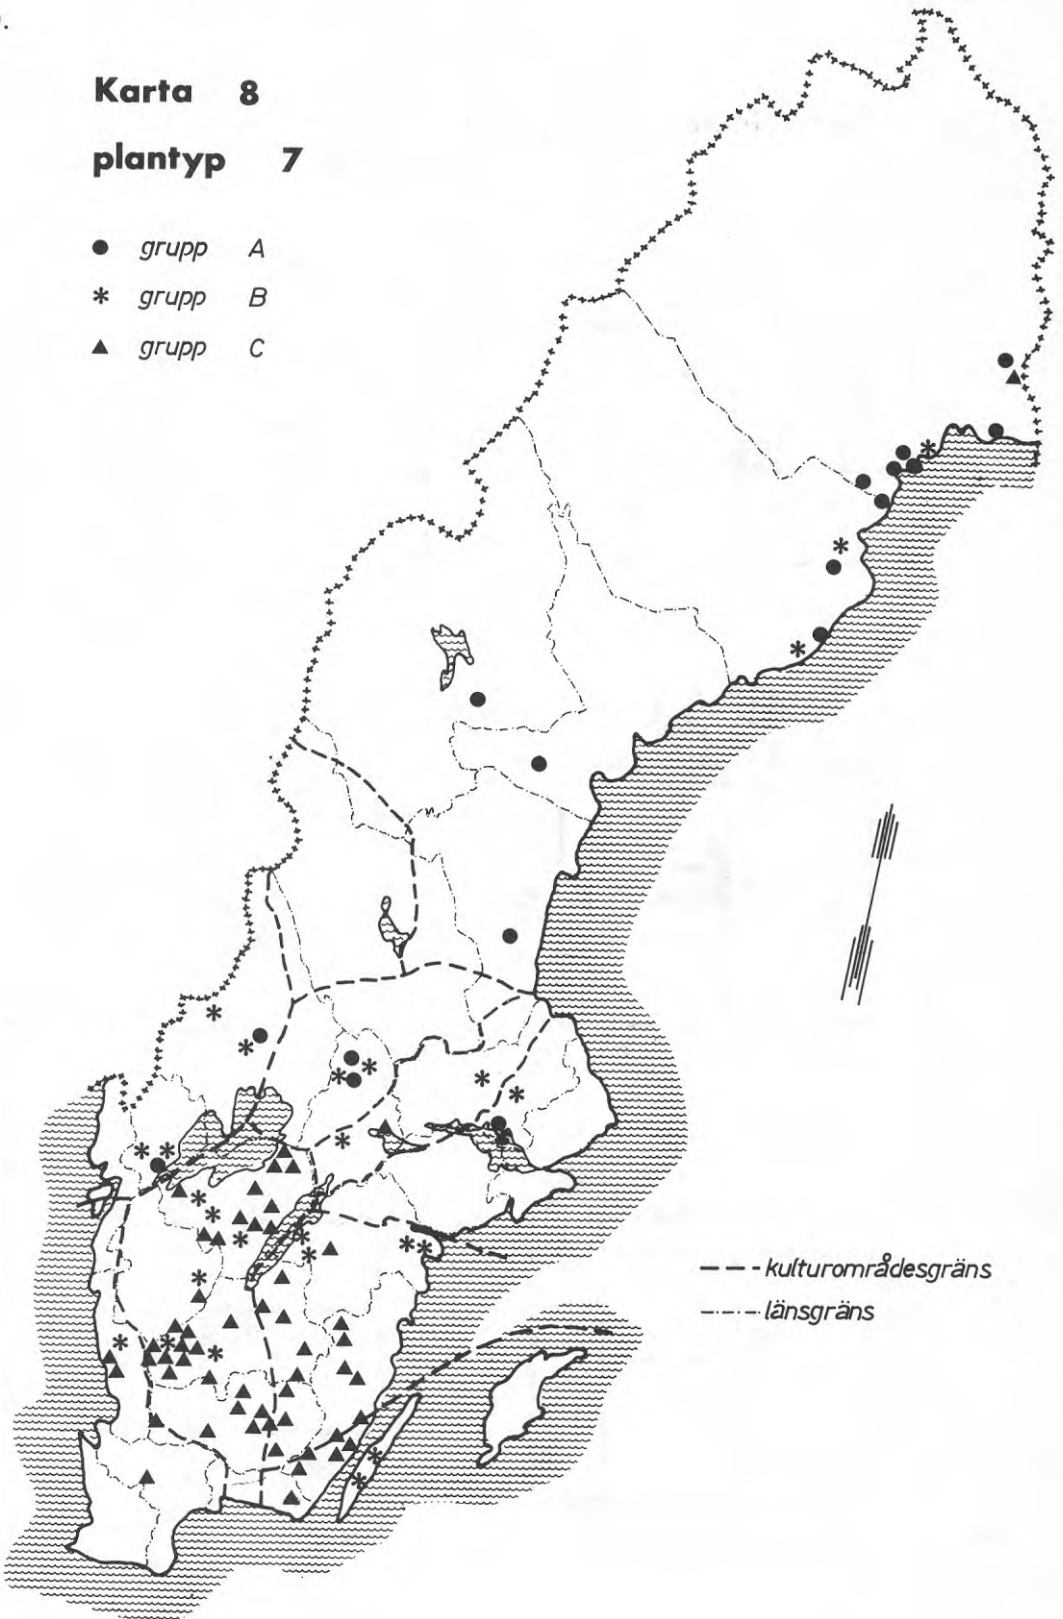 Karta 8
plantyp 7
● grupp A
* grupp B
▲ grupp C
kulturområdesgräns
länsgräns